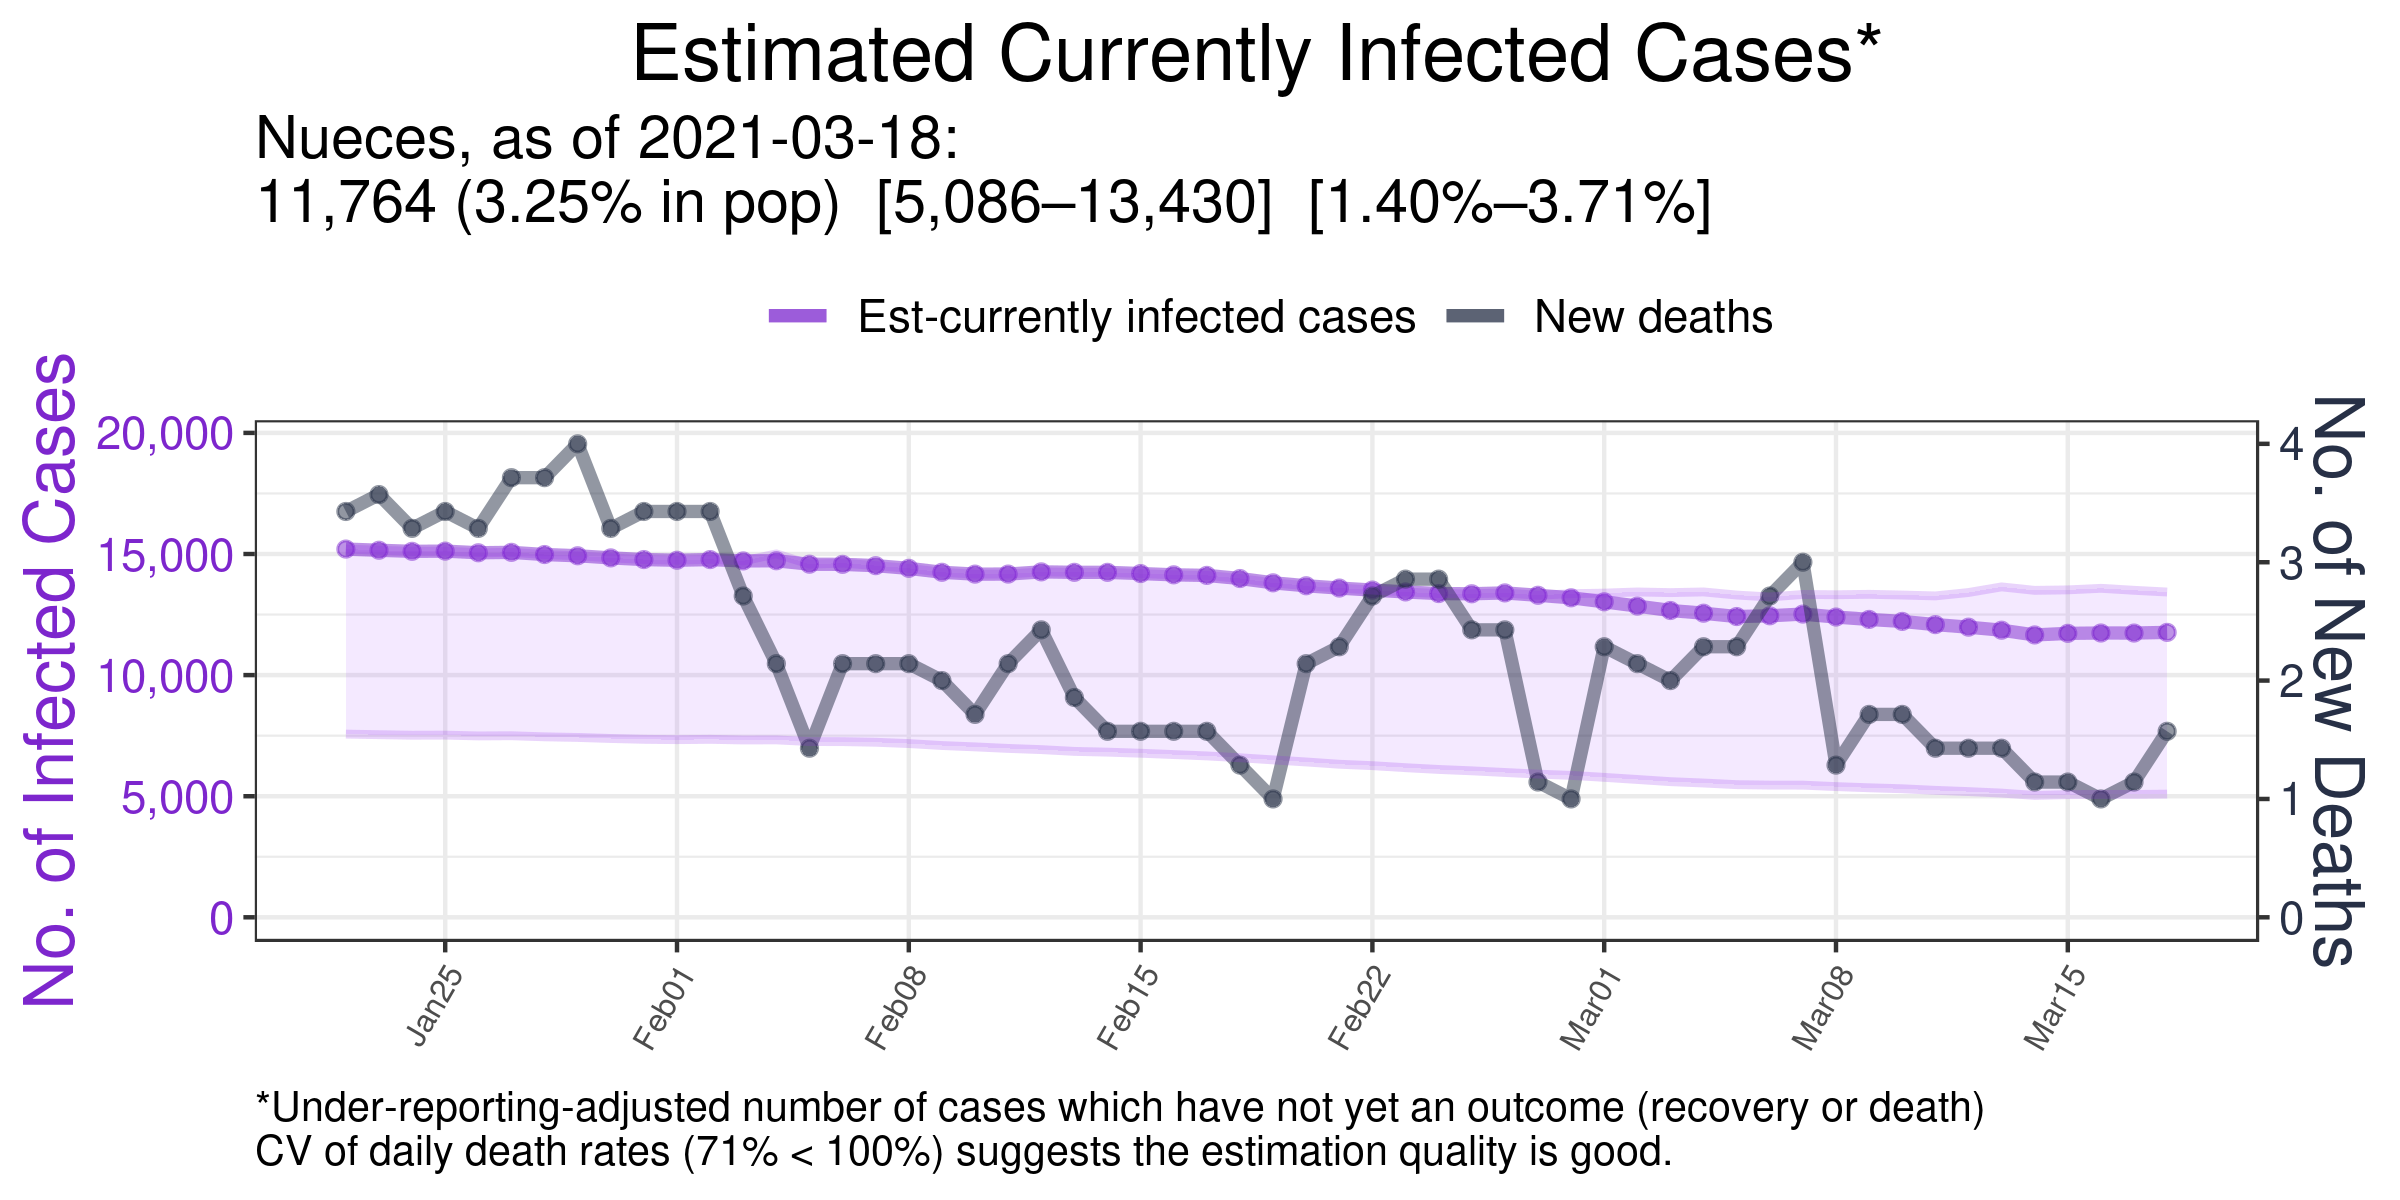 Estimated Currently Infected Cases*
Nueces, as of 2021-03-18:
11,764 (3.25% in pop)  [5,086–13,430]  [1.40%–3.71%]
Est-currently infected cases
New deaths
No. of Infected Cases
20,000
15,000
10,000
5,000
0
4
3
2
1
0
No. of New Deaths
Jan25
Feb01
Feb08
Feb15
Feb22
Mar01
Mar08
Mar15
*Under-reporting-adjusted number of cases which have not yet an outcome (recovery or death)
CV of daily death rates (71% < 100%) suggests the estimation quality is good.